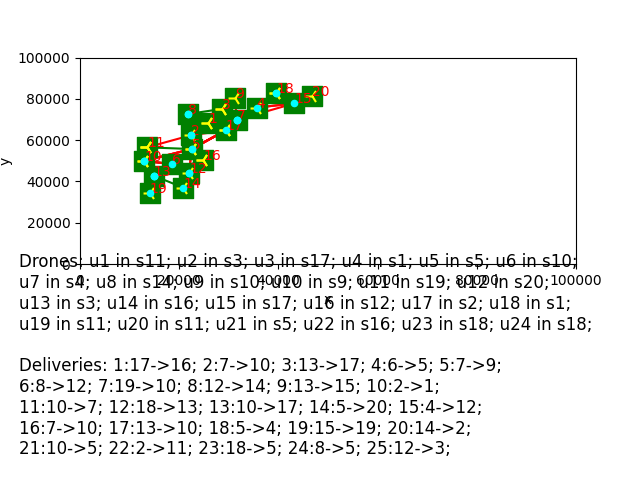 100000
80000
60000
40000
20000
0
y
0 20000 40000 60000 80000 100000
x
Drones: u1 in s11; u2 in s3; u3 in s17; u4 in s1; u5 in s5; u6 in s10;
u7 in s4; u8 in s14; u9 in s10; u10 in s9; u11 in s19; u12 in s20;
u13 in s3; u14 in s16; u15 in s17; u16 in s12; u17 in s2; u18 in s1;
u19 in s11; u20 in s11; u21 in s5; u22 in s16; u23 in s18; u24 in s18;
Deliveries: 1:17->16; 2:7->10; 3:13->17; 4:6->5; 5:7->9;
6:8->12; 7:19->10; 8:12->14; 9:13->15; 10:2->1;
11:10->7; 12:18->13; 13:10->17; 14:5->20; 15:4->12;
16:7->10; 17:13->10; 18:5->4; 19:15->19; 20:14->2;
21:10->5; 22:2->11; 23:18->5; 24:8->5; 25:12->3;